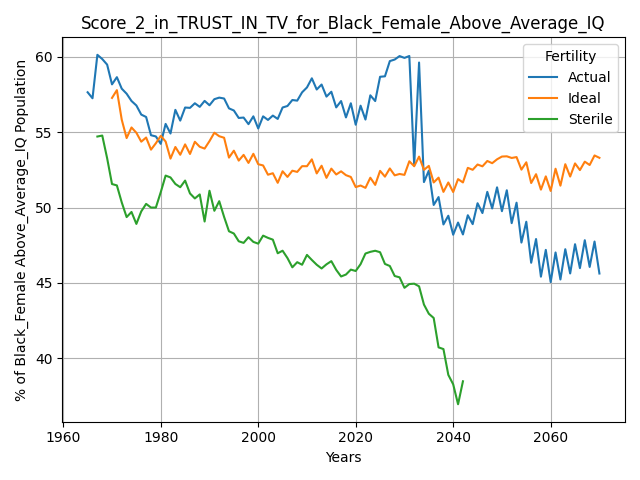 Score_2_in_TRUST_IN_TV_for_Black_Female_Above_Average_IQ
% of Black_Female Above_Average_IQ Population
60
55
50
45
40
Fertility
Actual
Ideal
Sterile
1960 1980 2000 2020 2040 2060
Years